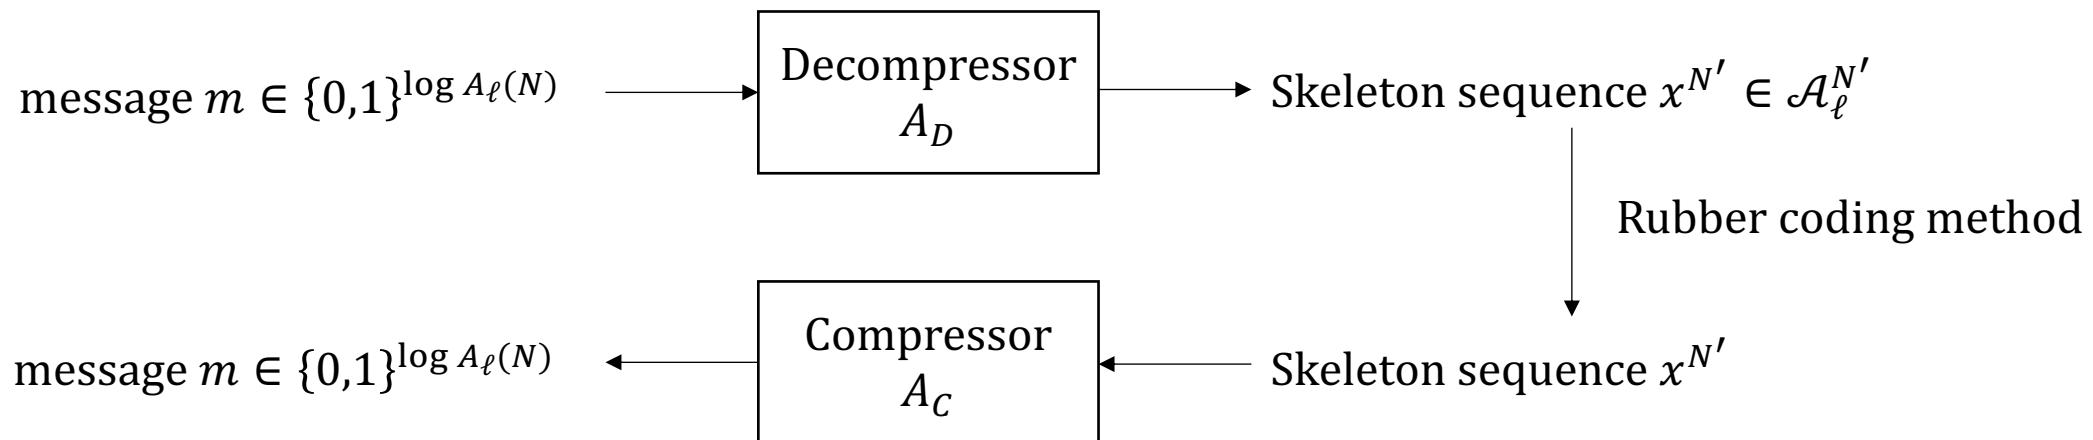 message m ∈ {0,1}^{log A_ℓ(N)}
Decompressor
A_D
Skeleton sequence x^{N′} ∈ 𝒜_ℓ^{N′}
Rubber coding method
message m ∈ {0,1}^{log A_ℓ(N)}
Compressor
A_C
Skeleton sequence x^{N′}